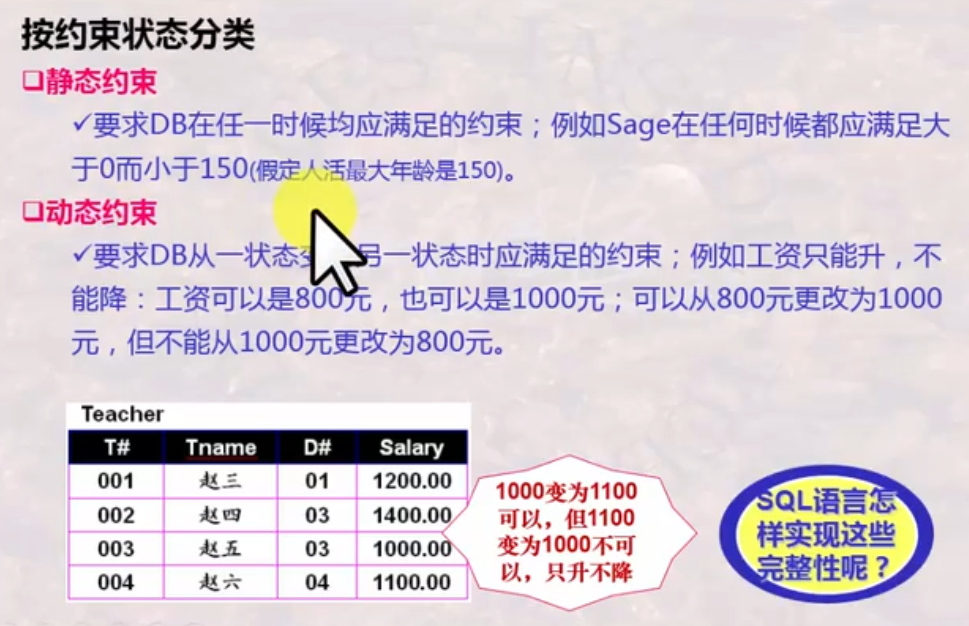 按约束状态分类
❑静态约束
✓要求DB在任一时候均应满足的约束；例如Sage在任何时候都应满足大
于0而小于150(假定人活最大年龄是150)。
❑动态约束
✓要求DB从一状态变 另一状态时应满足的约束；例如工资只能升，不
能降：工资可以是800元，也可以是1000元；可以从800元更改为1000
元，但不能从1000元更改为800元。
Teacher
T# Tname D# Salary
001 赵三 01 1200.00
002 赵四 03 1400.00
003 赵五 03 1000.00
004 赵六 04 1100.00
1000变为1100
可以，但1100
变为1000不可
以，只升不降
SQL语言怎
样实现这些
完整性呢？